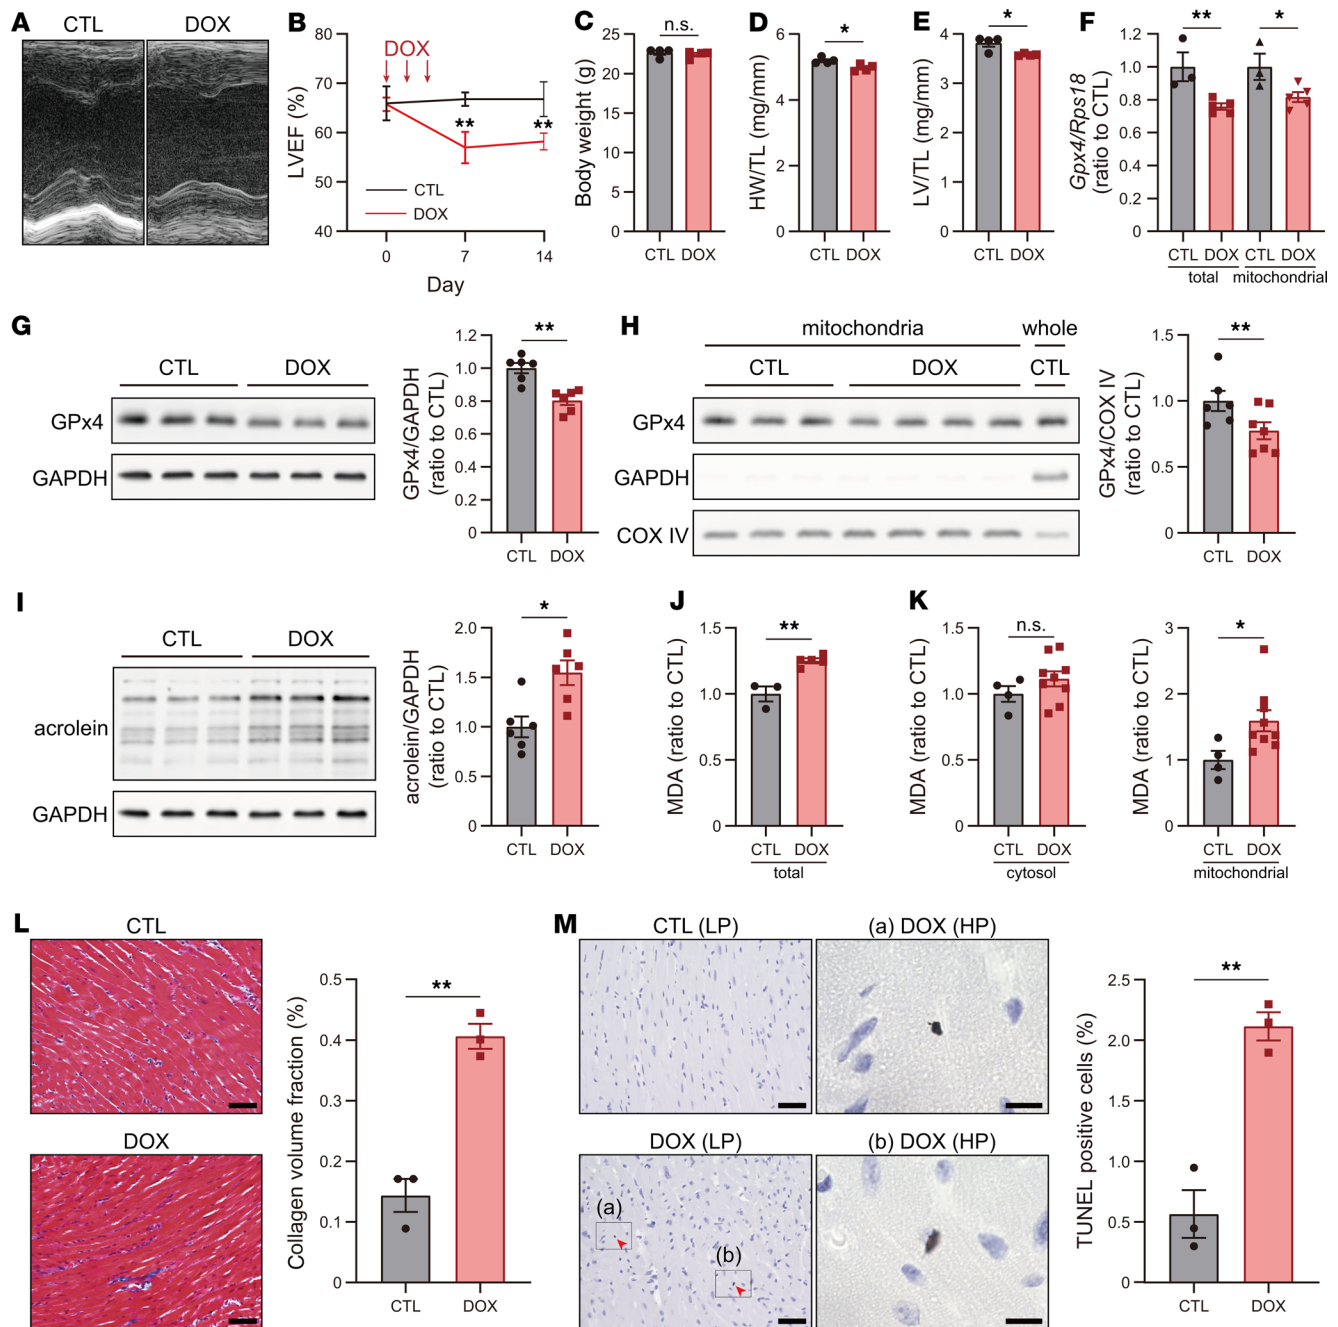 A
CTL
DOX
B
LVEF (%)
80
70
60
50
40
DOX
**
**
CTL
DOX
0
7
14
Day
C
Body weight (g)
25
20
15
10
5
0
n.s.
CTL DOX
D
HW/TL (mg/mm)
6
4
2
0
*
CTL DOX
E
LV/TL (mg/mm)
4
3
2
1
0
*
CTL DOX
F
Gpx4/Rps18
(ratio to CTL)
1.2
1.0
0.8
0.6
0.4
0.2
0
**
*
CTL DOX CTL DOX
total mitochondrial
G
CTL
DOX
GPx4
GAPDH
GPx4/GAPDH
(ratio to CTL)
1.2
1.0
0.8
0.6
0.4
0.2
0
**
CTL DOX
H
mitochondria
whole
CTL
DOX
CTL
GPx4
GAPDH
COX IV
GPx4/COX IV
(ratio to CTL)
1.5
1.0
0.5
0
**
CTL DOX
I
CTL
DOX
acrolein
GAPDH
acrolein/GAPDH
(ratio to CTL)
2.0
1.5
1.0
0.5
0
*
CTL DOX
J
MDA (ratio to CTL)
1.5
1.0
0.5
0
**
CTL DOX
total
K
MDA (ratio to CTL)
1.5
1.0
0.5
0
n.s.
CTL DOX
cytosol
MDA (ratio to CTL)
3
2
1
0
*
CTL DOX
mitochondrial
L
CTL
DOX
Collagen volume fraction (%)
0.5
0.4
0.3
0.2
0.1
0
**
CTL DOX
M
CTL (LP)
(a) DOX (HP)
DOX (LP)
(a)
(b)
(b) DOX (HP)
TUNEL positive cells (%)
2.5
2.0
1.5
1.0
0.5
0
**
CTL DOX